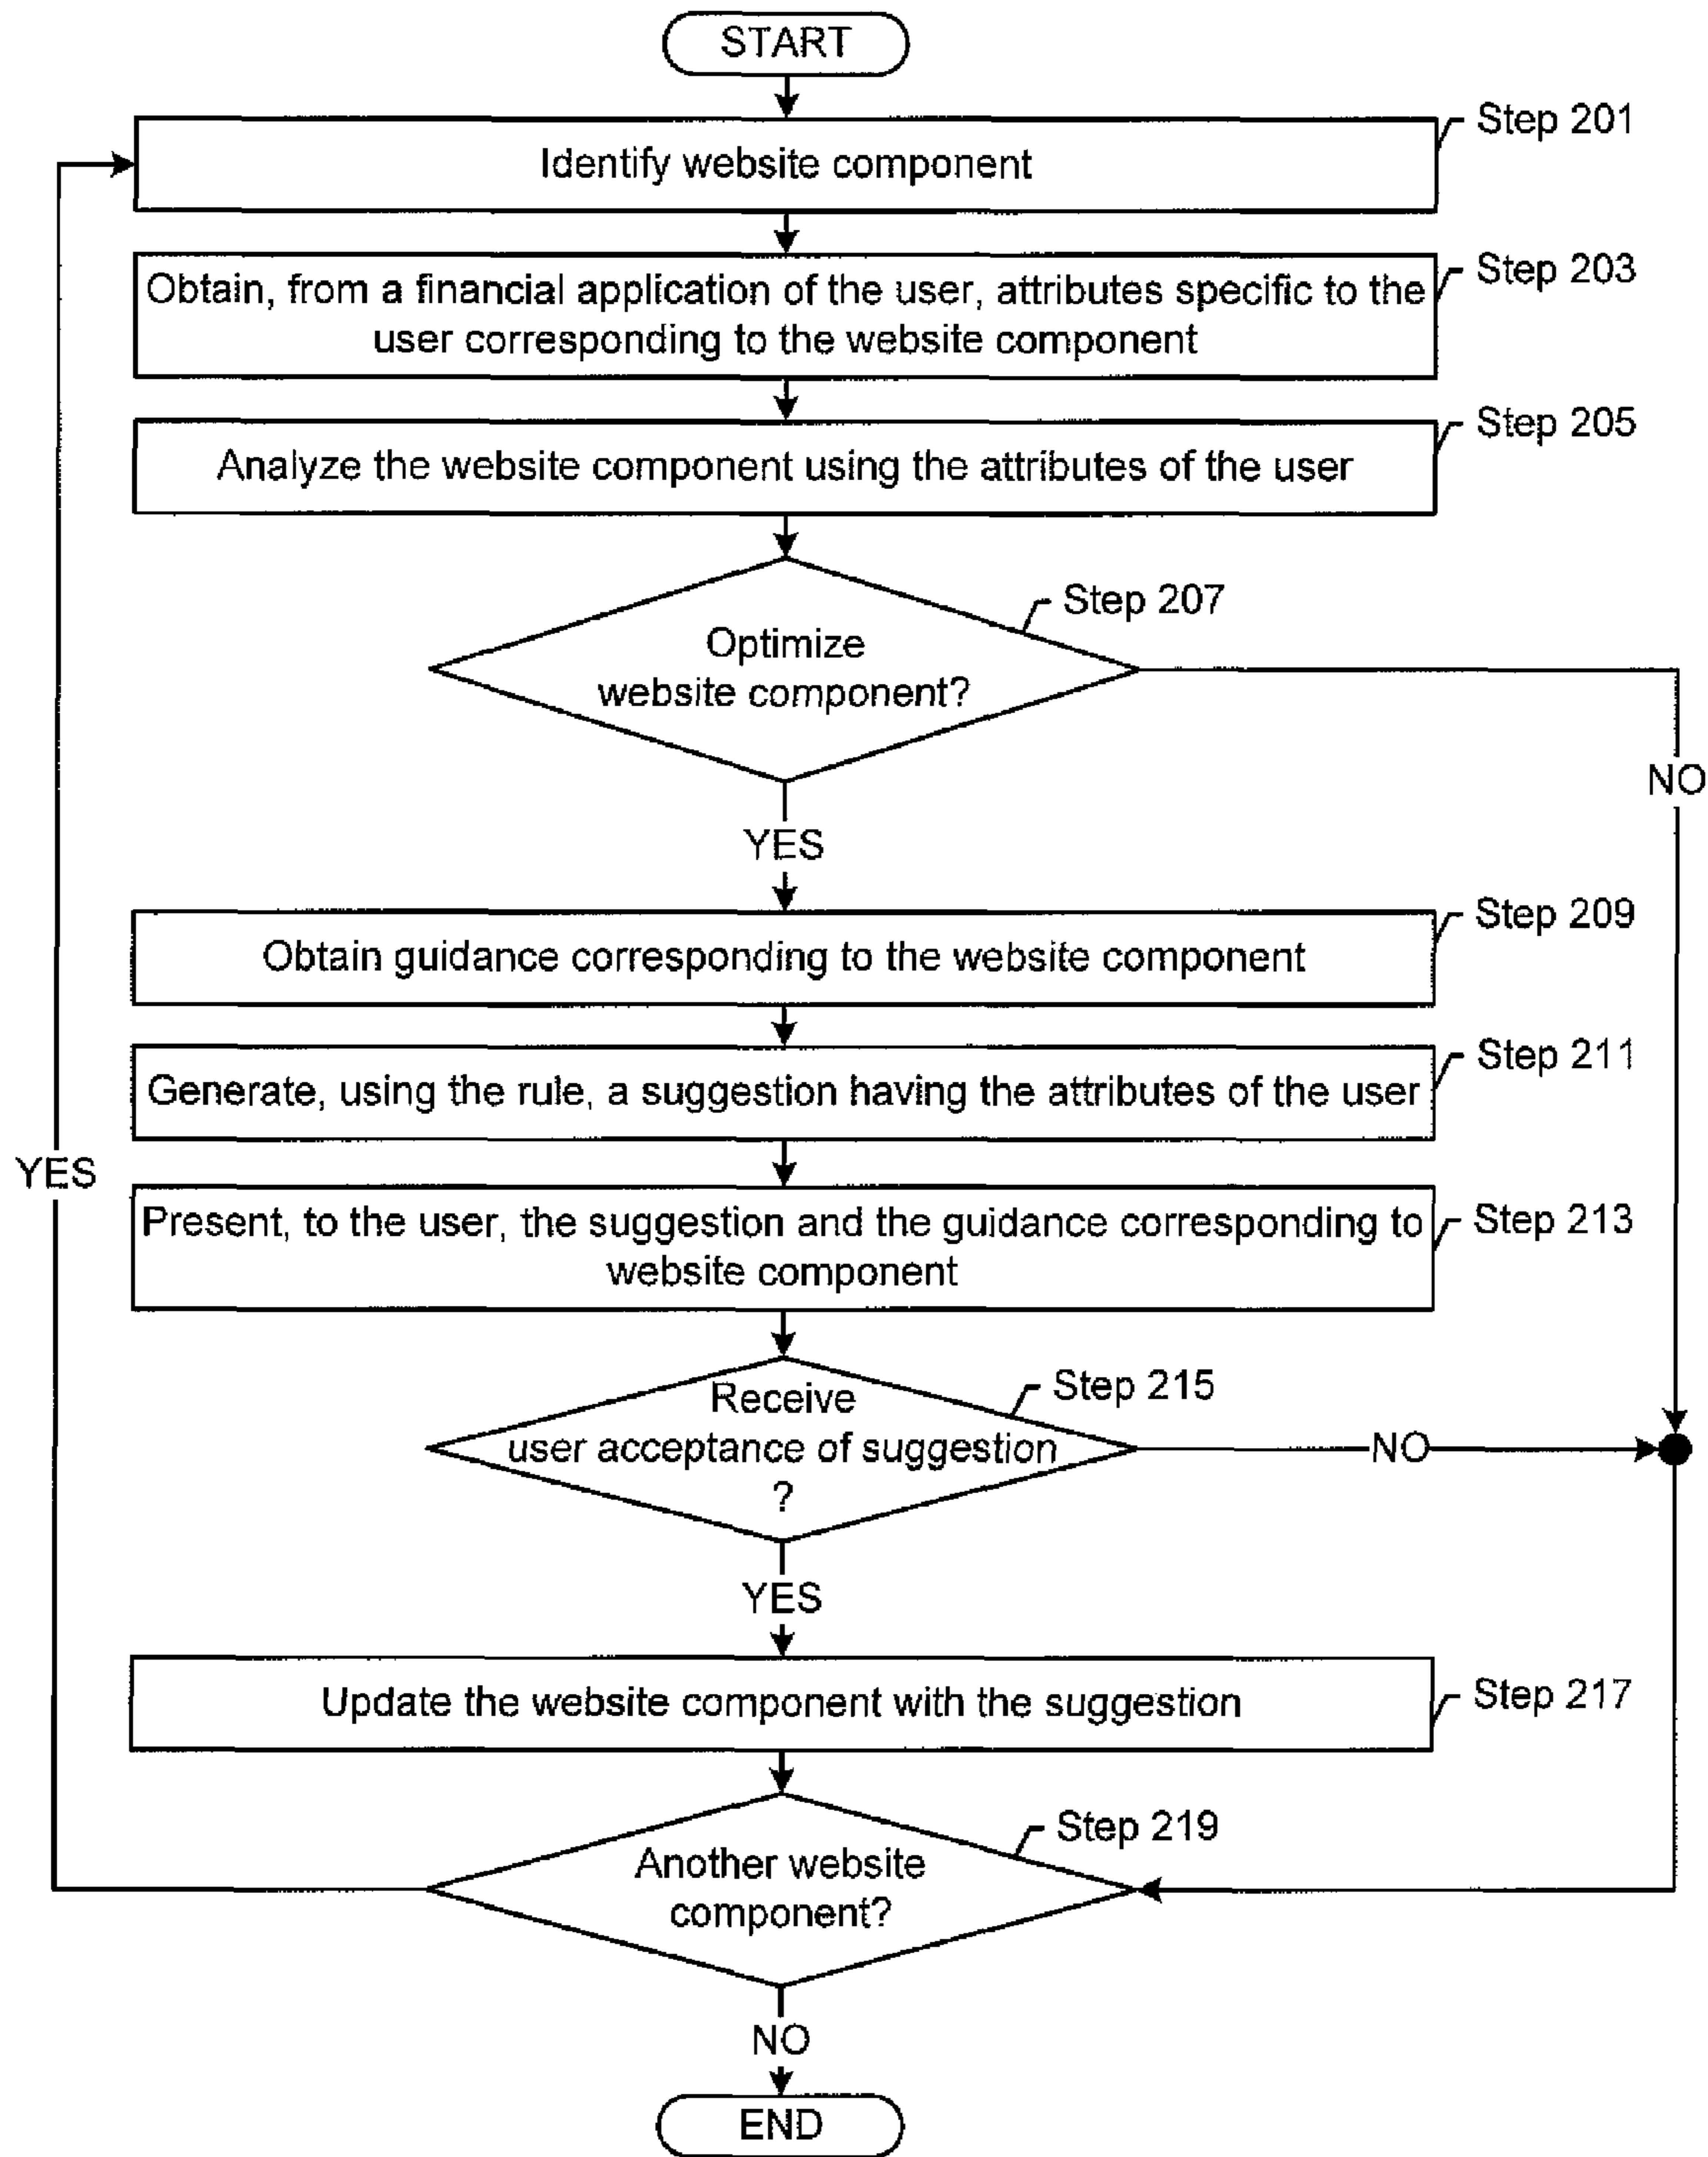 START
Step 201
Identify website component
Step 203
Obtain, from a financial application of the user, attributes specific to the
user corresponding to the website component
Step 205
Analyze the website component using the attributes of the user
Step 207
Optimize
website component?
NO
YES
Step 209
Obtain guidance corresponding to the website component
Step 211
Generate, using the rule, a suggestion having the attributes of the user
YES
Step 213
Present, to the user, the suggestion and the guidance corresponding to
website component
Step 215
Receive
user acceptance of suggestion
?
NO
YES
Step 217
Update the website component with the suggestion
Step 219
Another website
component?
NO
END